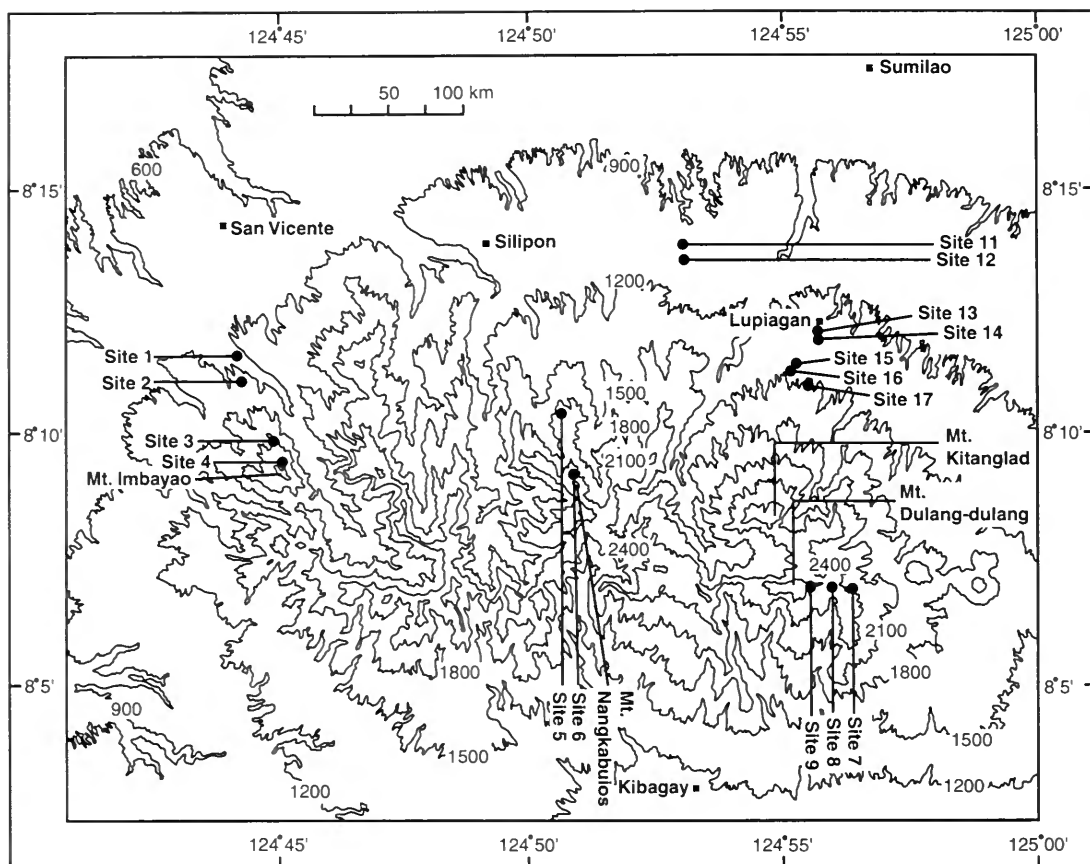 124°45' 124°50' 124°55' 125°00'
Sumilao
50 100 km
600
900
8°15' 8°15'
San Vicente
Silipon
Site 11
Site 12
1200
Lupiagan
Site 13
Site 14
Site 1
Site 15
Site 2
Site 16
Site 17
1500
1800
8°10' 8°10'
Site 3
Mt.
Kitanglad
Site 4
2100
Mt. Imbayao
Mt.
Dulang-dulang
2400
2400
2100
1800
1800
8°5' 8°5'
900
Site 5
Site 6
Mt.
Nangkabulos
Site 9
Site 8
Site 7
1500
1500
1200
Kibagay
1200
124°45' 124°50' 124°55' 125°00'